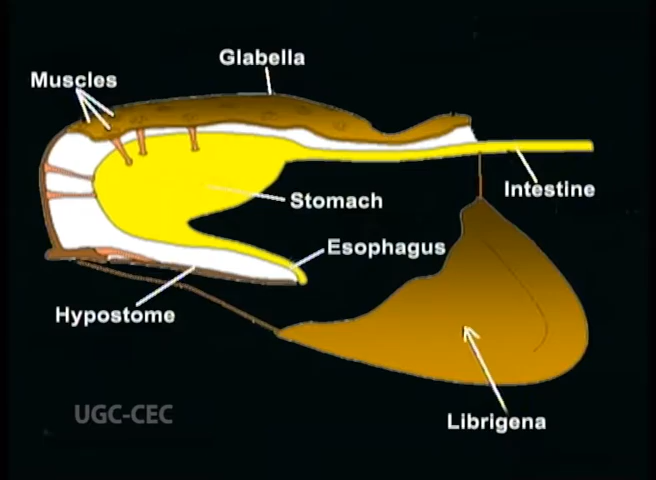 Glabella
Muscles
Intestine
Stomach
Esophagus
Hypostome
UGC-CEC
Librigena